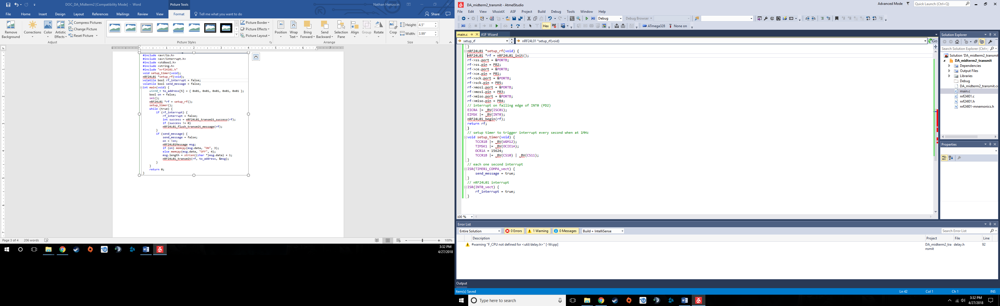 DOC_DA_Midterm2 [Compatibility Mode] - Word
Picture Tools
Nathan Hanuscin
File Home Insert Design Layout References Mailings Review View Format Tell me what you want to do
Share
Remove Background
Corrections
Color
Artistic Effects
Compress Pictures
Change Picture
Reset Picture
Adjust
Picture Styles
Picture Border
Picture Effects
Picture Layout
Position
Wrap Text
Bring Forward
Send Backward
Selection Pane
Align
Group
Rotate
Arrange
Crop
Height: 4.5"
Width: 3.99"
Size
1 1 2 3 4 5 6 7
#include <avr/io.h>
#include <avr/interrupt.h>
#include <stdbool.h>
#include <string.h>
#include "nrf24l01.h"
void setup_timer(void);
nRF24L01 *setup_rf(void);
volatile bool rf_interrupt = false;
volatile bool send_message = false;
int main(void) {
uint8_t to_address[5] = { 0x01, 0x01, 0x01, 0x01, 0x01 };
bool on = false;
sei();
nRF24L01 *rf = setup_rf();
setup_timer();
while (true) {
if (rf_interrupt) {
rf_interrupt = false;
int success = nRF24L01_transmit_success(rf);
if (success != 0)
nRF24L01_flush_transmit_message(rf);
}
if (send_message) {
send_message = false;
on = !on;
nRF24L01Message msg;
if (on) memcpy(msg.data, "ON", 3);
else memcpy(msg.data, "OFF", 4);
msg.length = strlen((char *)msg.data) + 1;
nRF24L01_transmit(rf, to_address, &msg);
}
}
return 0;
}
Page 3 of 4 206 words
100%
3:32 PM
4/27/2018
DA_midterm2_transmit - AtmelStudio
Advanced Mode
Quick Launch (Ctrl+Q)
File Edit View VAssistX ASF Project Build Debug Tools Window Help
Debug
Debug Browser
Hex
ATmega328
None on
main.c
ASF Wizard
setup_rf
nRF24L01 *setup_rf(void)
Go
}
nRF24L01 *setup_rf(void) {
nRF24L01 *rf = nRF24L01_init();
rf->ss.port = &PORTB;
rf->ss.pin = PB2;
rf->ce.port = &PORTB;
rf->ce.pin = PB1;
rf->sck.port = &PORTB;
rf->sck.pin = PB5;
rf->mosi.port = &PORTB;
rf->mosi.pin = PB3;
rf->miso.port = &PORTB;
rf->miso.pin = PB4;
// interrupt on falling edge of INT0 (PD2)
EICRA |= _BV(ISC01);
EIMSK |= _BV(INT0);
nRF24L01_begin(rf);
return rf;
}
// setup timer to trigger interrupt every second when at 1MHz
void setup_timer(void) {
TCCR1B |= _BV(WGM12);
TIMSK1 |= _BV(OCIE1A);
OCR1A = 15624;
TCCR1B |= _BV(CS10) | _BV(CS11);
}
// each one second interrupt
ISR(TIMER1_COMPA_vect) {
send_message = true;
}
// nRF24L01 interrupt
ISR(INT0_vect) {
rf_interrupt = true;
}
100 %
Solution Explorer
Search Solution Explorer (Ctrl+;
Solution 'DA_midterm2_transmit
DA_midterm2_transmit
Dependencies
Output Files
Libraries
Debug
DA_midterm2_transmit.co
main.c
nrf24l01.c
nrf24l01.h
nrf24l01-mnemonics.h
Properties
Error List
Entire Solution
0 Errors
1 Warning
0 Messages
Build + IntelliSense
Search Error List
Description Project File Line
#warning "F_CPU not defined for <util/delay.h>" [-Wcpp] DA_midterm2_tra delay.h 92
nsmit
Output
Item(s) Saved Ln 42 Col 1 Ch 1 INS
Type here to search
3:32 PM
4/27/2018